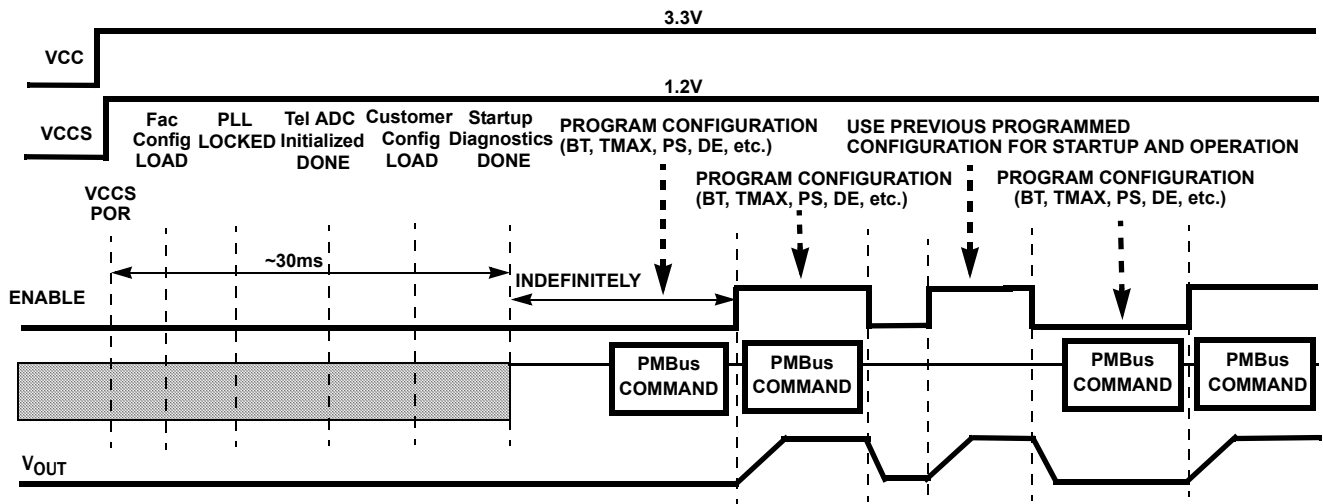 3.3V
VCC
1.2V
VCCS
Fac
Config
LOAD
PLL
LOCKED
Tel ADC
Initialized
DONE
Customer
Config
LOAD
Startup
Diagnostics
DONE
PROGRAM CONFIGURATION
(BT, TMAX, PS, DE, etc.)
USE PREVIOUS PROGRAMMED
CONFIGURATION FOR STARTUP AND OPERATION
PROGRAM CONFIGURATION
(BT, TMAX, PS, DE, etc.)
PROGRAM CONFIGURATION
(BT, TMAX, PS, DE, etc.)
VCCS
POR
~30ms
INDEFINITELY
ENABLE
PMBus
COMMAND
PMBus
COMMAND
PMBus
COMMAND
PMBus
COMMAND
VOUT